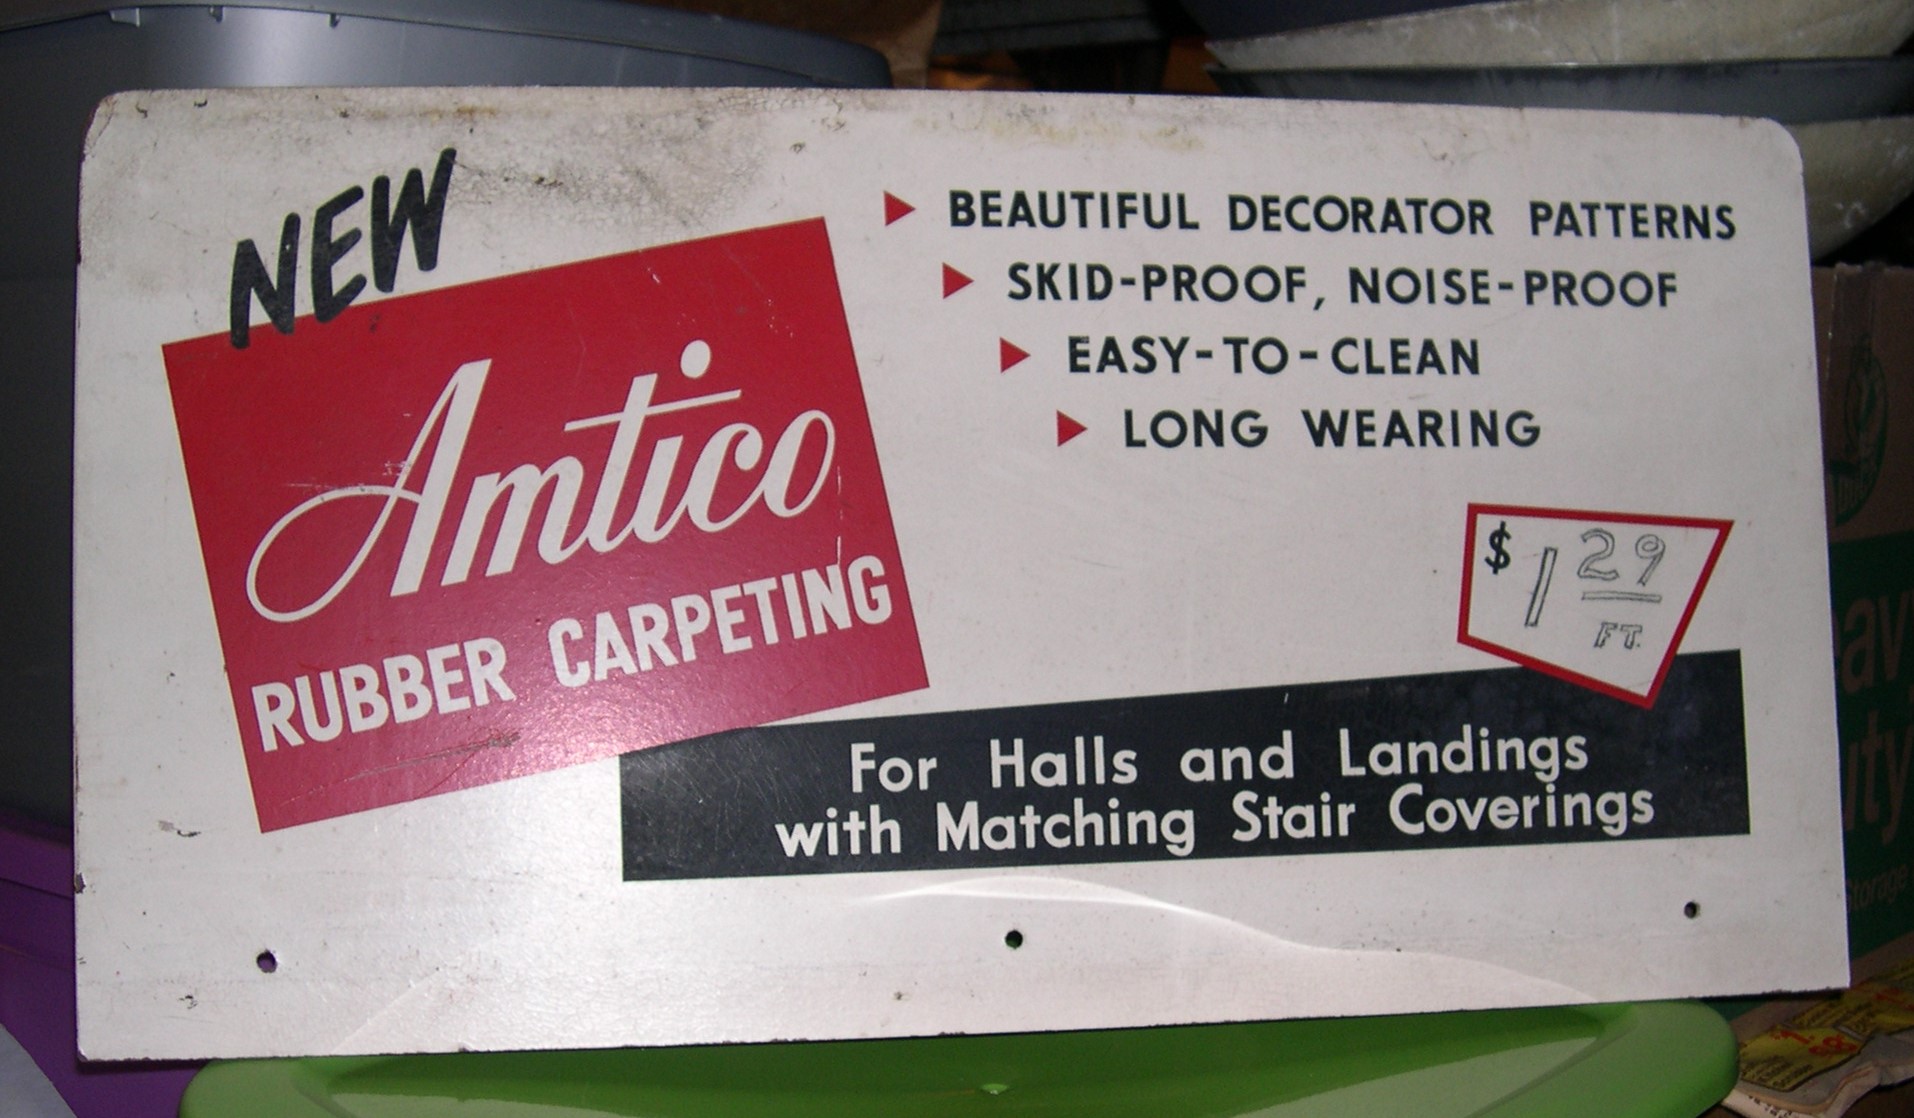 NEW
Amtico
RUBBER CARPETING
BEAUTIFUL DECORATOR PATTERNS
SKID-PROOF, NOISE-PROOF
EASY-TO-CLEAN
LONG WEARING
$1 29
FT.
For Halls and Landings
with Matching Stair Coverings
Storage